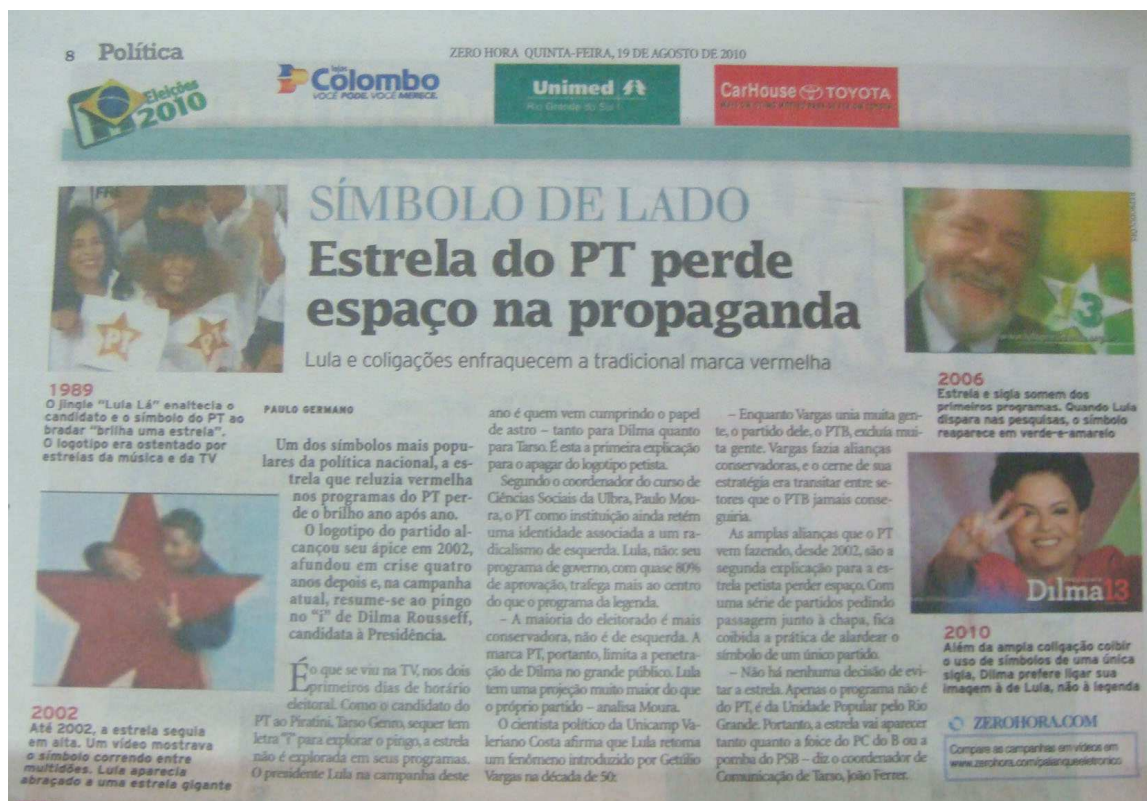 8 Política
ZERO HORA QUINTA-FEIRA, 19 DE AGOSTO DE 2010
Eleições
2010
lojas
Colombo
VOCÊ PODE. VOCÊ MERECE.
Unimed
Rio Grande do Sul
CarHouse TOYOTA
SÍMBOLO DE LADO
Estrela do PT perde
espaço na propaganda
Lula e coligações enfraquecem a tradicional marca vermelha
1989
O jingle "Lula Lá" enaltecia o
candidato e o símbolo do PT ao
bradar "brilha uma estrela".
O logotipo era ostentado por
estrelas da música e da TV
2002
Até 2002, a estrela seguia
em alta. Um vídeo mostrava
o símbolo correndo entre
multidões. Lula aparecia
abraçado a uma estrela gigante
PAULO GERMANO
Um dos símbolos mais popu-
lares da política nacional, a es-
trela que reluzia vermelha
nos programas do PT per-
de o brilho ano após ano.
O logotipo do partido al-
cançou seu ápice em 2002,
afundou em crise quatro
anos depois e, na campanha
atual, resume-se ao pingo
no "i" de Dilma Rousseff,
candidata à Presidência.
É o que se viu na TV, nos dois
primeiros dias de horário
eleitoral. Como o candidato do
PT ao Piratini, Tarso Genro, sequer tem
letra "i" para explorar o pingo, a estrela
não é explorada em seus programas.
O presidente Lula na campanha deste
ano é quem vem cumprindo o papel
de astro – tanto para Dilma quanto
para Tarso. É esta a primeira explicação
para o apagar do logotipo petista.
Segundo o coordenador do curso de
Ciências Sociais da Ulbra, Paulo Mou-
ra, o PT como instituição ainda retém
uma identidade associada a um ra-
dicalismo de esquerda. Lula, não: seu
programa de governo, com quase 80%
de aprovação, trafega mais ao centro
do que o programa da legenda.
– A maioria do eleitorado é mais
conservadora, não é de esquerda. A
marca PT, portanto, limita a penetra-
ção de Dilma no grande público. Lula
tem uma projeção muito maior do que
o próprio partido – analisa Moura.
O cientista político da Unicamp Va-
leriano Costa afirma que Lula retoma
um fenômeno introduzido por Getúlio
Vargas na década de 50:
– Enquanto Vargas unia muita gen-
te, o partido dele, o PTB, excluía mui-
ta gente. Vargas fazia alianças
conservadoras, e o cerne de sua
estratégia era transitar entre se-
tores que o PTB jamais conse-
guiria.
As amplas alianças que o PT
vem fazendo, desde 2002, são a
segunda explicação para a es-
trela petista perder espaço. Com
uma série de partidos pedindo
passagem junto à chapa, fica
coibida a prática de alardear o
símbolo de um único partido.
– Não há nenhuma decisão de evi-
tar a estrela. Apenas o programa não é
do PT, é da Unidade Popular pelo Rio
Grande. Portanto, a estrela vai aparecer
tanto quanto a foice do PC do B ou a
pomba do PSB – diz o coordenador de
Comunicação de Tarso, João Ferrer.
13
2006
Estrela e sigla somem dos
primeiros programas. Quando Lula
dispara nas pesquisas, o símbolo
reaparece em verde-e-amarelo
Dilma13
2010
Além da ampla coligação coibir
o uso de símbolos de uma única
sigla, Dilma prefere ligar sua
imagem à de Lula, não à legenda
ZEROHORA.COM
Compare as campanhas em vídeos em
www.zerohora.com/palanqueeletronico